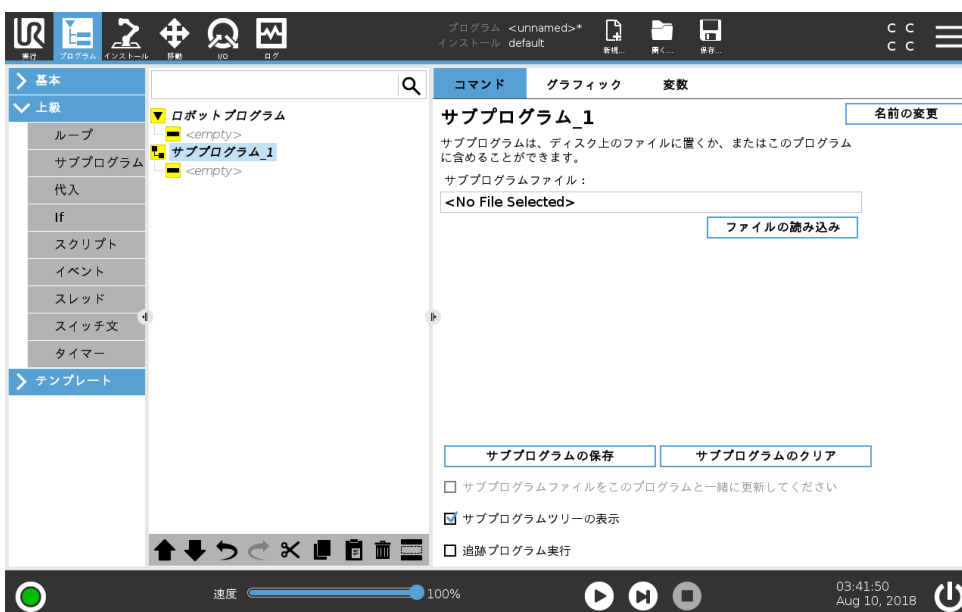 プログラム <unnamed>*
インストール default
C C
C C
実行 プログラム インストール 移動 I/O ログ 新規... 開く... 保存...
基本
上級
ループ
サブプログラム
代入
If
スクリプト
イベント
スレッド
スイッチ文
タイマー
テンプレート
ロボットプログラム
<empty>
サブプログラム_1
<empty>
コマンド グラフィック 変数
サブプログラム_1
名前の変更
サブプログラムは、ディスク上のファイルに置くか、またはこのプログラム
に含めることができます。
サブプログラムファイル：
<No File Selected>
ファイルの読み込み
サブプログラムの保存 サブプログラムのクリア
サブプログラムファイルをこのプログラムと一緒に更新してください
サブプログラムツリーの表示
追跡プログラム実行
速度 100%
03:41:50
Aug 10, 2018